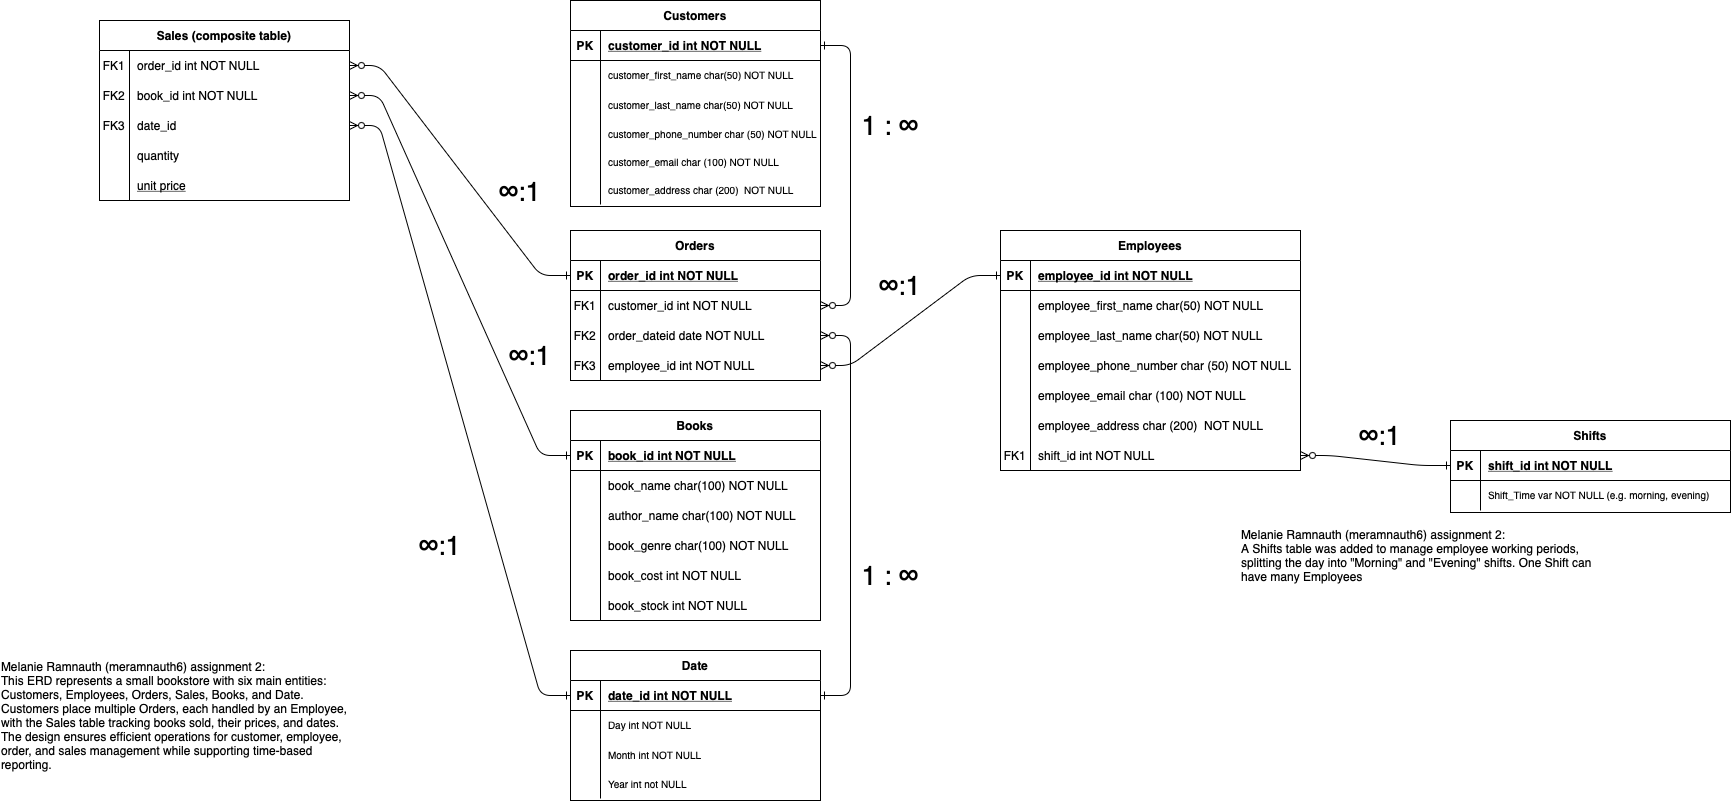 Sales (composite table)
FK1 order_id int NOT NULL
FK2 book_id int NOT NULL
FK3 date_id
quantity
unit price
Customers
PK customer_id int NOT NULL
customer_first_name char(50) NOT NULL
customer_last_name char(50) NOT NULL
customer_phone_number char (50) NOT NULL
customer_email char (100) NOT NULL
customer_address char (200)  NOT NULL
1 : ∞
∞:1
Orders
PK order_id int NOT NULL
FK1 customer_id int NOT NULL
FK2 order_dateid date NOT NULL
FK3 employee_id int NOT NULL
∞:1
Employees
PK employee_id int NOT NULL
employee_first_name char(50) NOT NULL
employee_last_name char(50) NOT NULL
employee_phone_number char (50) NOT NULL
employee_email char (100) NOT NULL
employee_address char (200)  NOT NULL
FK1 shift_id int NOT NULL
∞:1
∞:1
Books
PK book_id int NOT NULL
book_name char(100) NOT NULL
author_name char(100) NOT NULL
book_genre char(100) NOT NULL
book_cost int NOT NULL
book_stock int NOT NULL
∞:1
1 : ∞
Shifts
PK shift_id int NOT NULL
Shift_Time var NOT NULL (e.g. morning, evening)
Melanie Ramnauth (meramnauth6) assignment 2:
A Shifts table was added to manage employee working periods,
splitting the day into "Morning" and "Evening" shifts. One Shift can
have many Employees
Date
PK date_id int NOT NULL
Day int NOT NULL
Month int NOT NULL
Year int not NULL
Melanie Ramnauth (meramnauth6) assignment 2:
This ERD represents a small bookstore with six main entities:
Customers, Employees, Orders, Sales, Books, and Date.
Customers place multiple Orders, each handled by an Employee,
with the Sales table tracking books sold, their prices, and dates.
The design ensures efficient operations for customer, employee,
order, and sales management while supporting time-based
reporting.